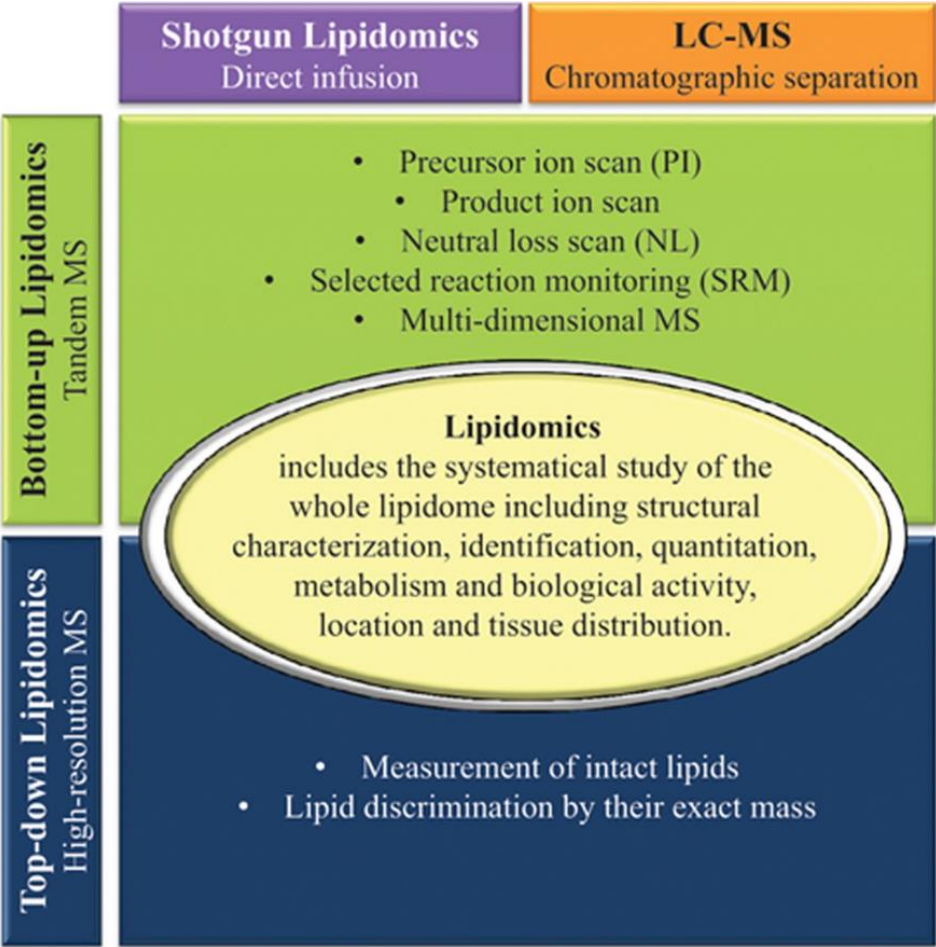 Shotgun Lipidomics
Direct infusion
LC-MS
Chromatographic separation
Bottom-up Lipidomics
Tandem MS
• Precursor ion scan (PI)
• Product ion scan
• Neutral loss scan (NL)
• Selected reaction monitoring (SRM)
• Multi-dimensional MS
Lipidomics
includes the systematical study of the
whole lipidome including structural
characterization, identification, quantitation,
metabolism and biological activity,
location and tissue distribution.
Top-down Lipidomics
High-resolution MS
• Measurement of intact lipids
• Lipid discrimination by their exact mass